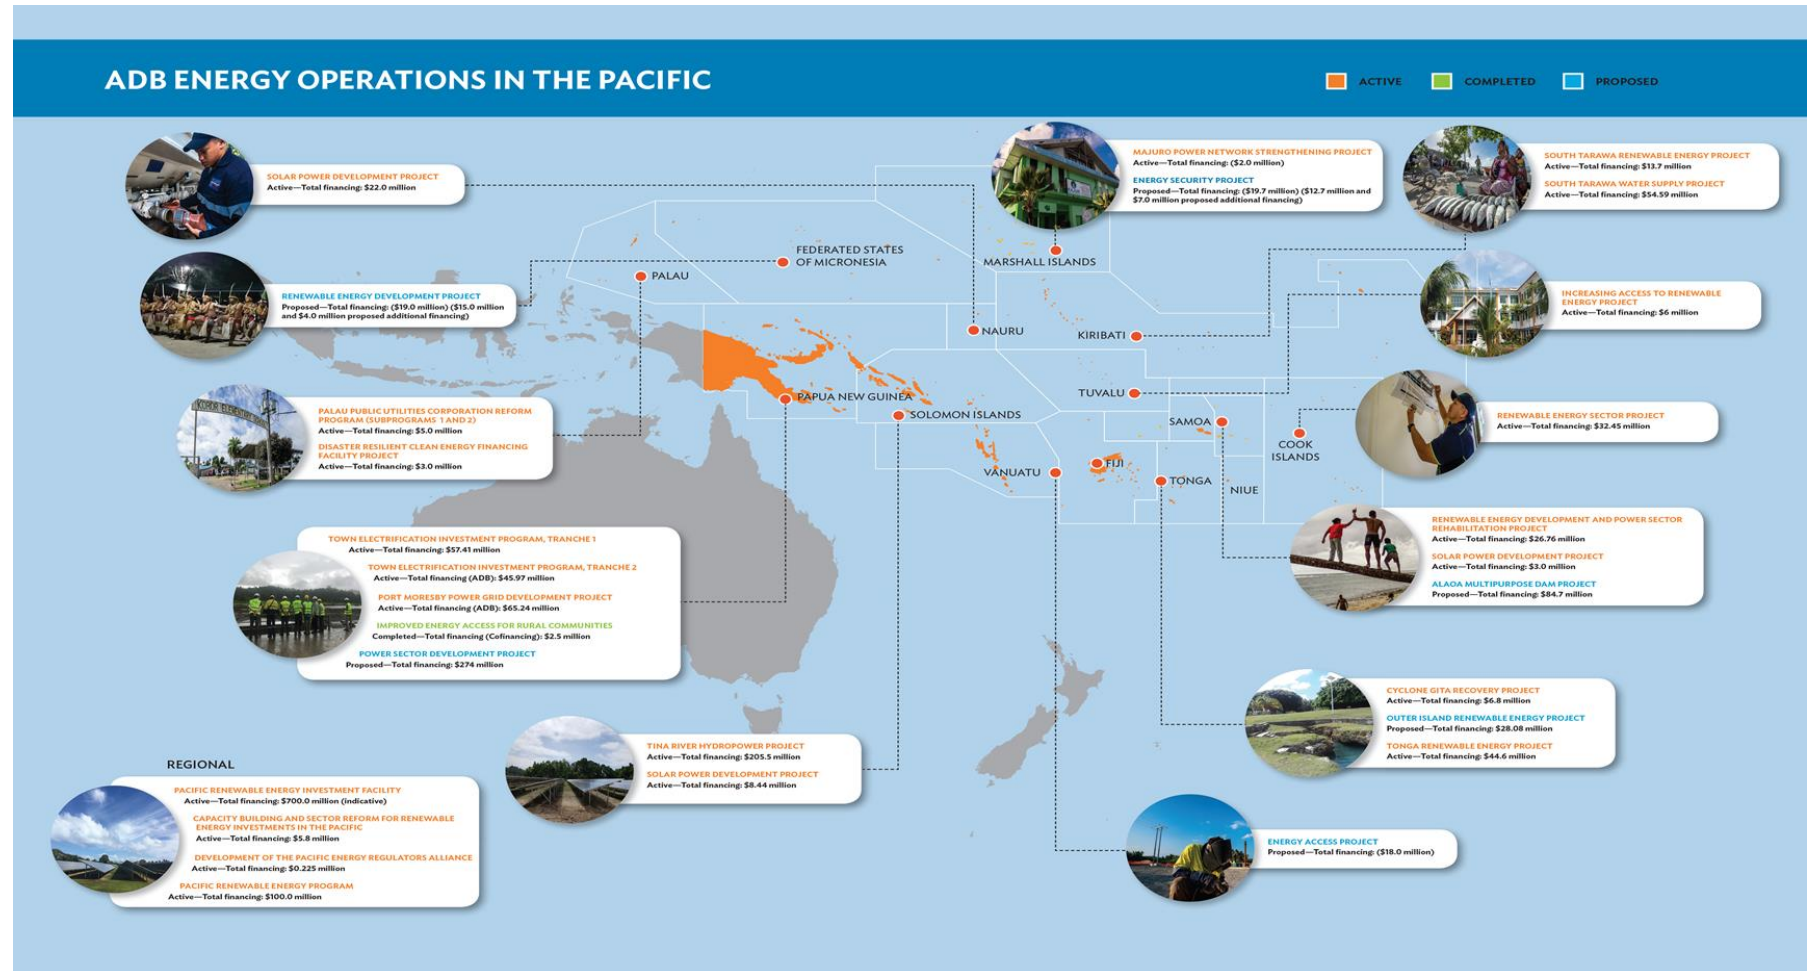 ADB ENERGY OPERATIONS IN THE PACIFIC
ACTIVE
COMPLETED
PROPOSED
SOLAR POWER DEVELOPMENT PROJECT
Active—Total financing: $22.0 million
MAJURO POWER NETWORK STRENGTHENING PROJECT
Active—Total financing: ($2.0 million)
ENERGY SECURITY PROJECT
Proposed—Total financing: ($19.7 million) ($12.7 million and
$7.0 million proposed additional financing)
SOUTH TARAWA RENEWABLE ENERGY PROJECT
Active—Total financing: $13.7 million
SOUTH TARAWA WATER SUPPLY PROJECT
Active—Total financing: $54.59 million
FEDERATED STATES
OF MICRONESIA
MARSHALL ISLANDS
PALAU
RENEWABLE ENERGY DEVELOPMENT PROJECT
Proposed—Total financing: ($19.0 million) ($15.0 million
and $4.0 million proposed additional financing)
INCREASING ACCESS TO RENEWABLE
ENERGY PROJECT
Active—Total financing: $6 million
NAURU
KIRIBATI
PAPUA NEW GUINEA
TUVALU
SOLOMON ISLANDS
SAMOA
COOK
ISLANDS
VANUATU
FIJI
TONGA
NIUE
PALAU PUBLIC UTILITIES CORPORATION REFORM
PROGRAM (SUBPROGRAMS 1 AND 2)
Active—Total financing: $5.0 million
DISASTER RESILIENT CLEAN ENERGY FINANCING
FACILITY PROJECT
Active—Total financing: $3.0 million
RENEWABLE ENERGY SECTOR PROJECT
Active—Total financing: $32.45 million
RENEWABLE ENERGY DEVELOPMENT AND POWER SECTOR
REHABILITATION PROJECT
Active—Total financing: $26.76 million
SOLAR POWER DEVELOPMENT PROJECT
Active—Total financing: $3.0 million
ALAOA MULTIPURPOSE DAM PROJECT
Proposed—Total financing: $84.7 million
TOWN ELECTRIFICATION INVESTMENT PROGRAM, TRANCHE 1
Active—Total financing: $57.41 million
TOWN ELECTRIFICATION INVESTMENT PROGRAM, TRANCHE 2
Active—Total financing (ADB): $45.97 million
PORT MORESBY POWER GRID DEVELOPMENT PROJECT
Active—Total financing (ADB): $65.24 million
IMPROVED ENERGY ACCESS FOR RURAL COMMUNITIES
Completed—Total financing (Cofinancing): $2.5 million
POWER SECTOR DEVELOPMENT PROJECT
Proposed—Total financing: $274 million
CYCLONE GITA RECOVERY PROJECT
Active—Total financing: $6.8 million
OUTER ISLAND RENEWABLE ENERGY PROJECT
Proposed—Total financing: $28.08 million
TONGA RENEWABLE ENERGY PROJECT
Active—Total financing: $44.6 million
TINA RIVER HYDROPOWER PROJECT
Active—Total financing: $205.5 million
SOLAR POWER DEVELOPMENT PROJECT
Active—Total financing: $8.44 million
REGIONAL
PACIFIC RENEWABLE ENERGY INVESTMENT FACILITY
Active—Total financing: $700.0 million (indicative)
CAPACITY BUILDING AND SECTOR REFORM FOR RENEWABLE
ENERGY INVESTMENTS IN THE PACIFIC
Active—Total financing: $5.8 million
DEVELOPMENT OF THE PACIFIC ENERGY REGULATORS ALLIANCE
Active—Total financing: $0.225 million
PACIFIC RENEWABLE ENERGY PROGRAM
Active—Total financing: $100.0 million
ENERGY ACCESS PROJECT
Proposed—Total financing: ($18.0 million)